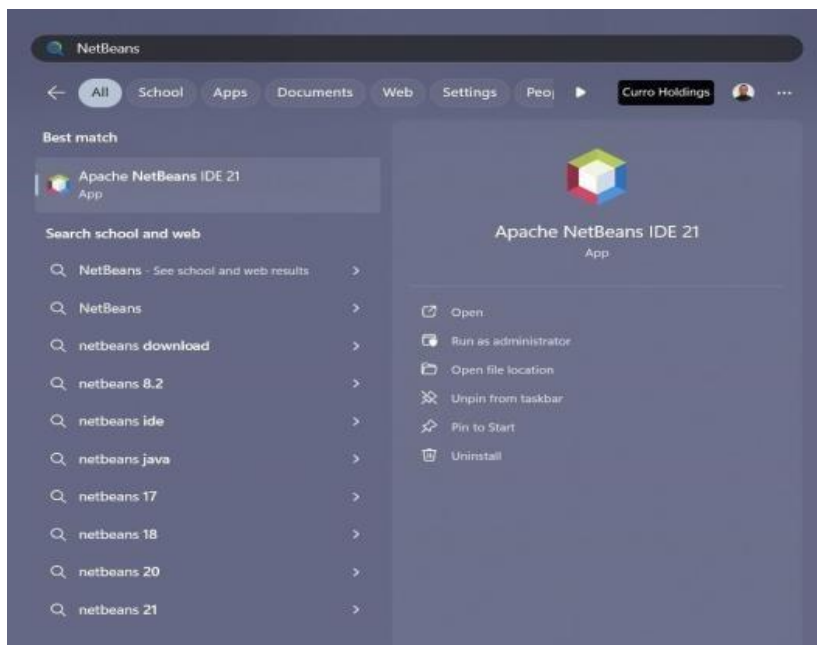 NetBeans
All School Apps Documents Web Settings Peo Curro Holdings ...
Best match
Apache NetBeans IDE 21
App
Search school and web
NetBeans - See school and web results
NetBeans
netbeans download
netbeans 8.2
netbeans ide
netbeans java
netbeans 17
netbeans 18
netbeans 20
netbeans 21
Apache NetBeans IDE 21
App
Open
Run as administrator
Open file location
Unpin from taskbar
Pin to Start
Uninstall